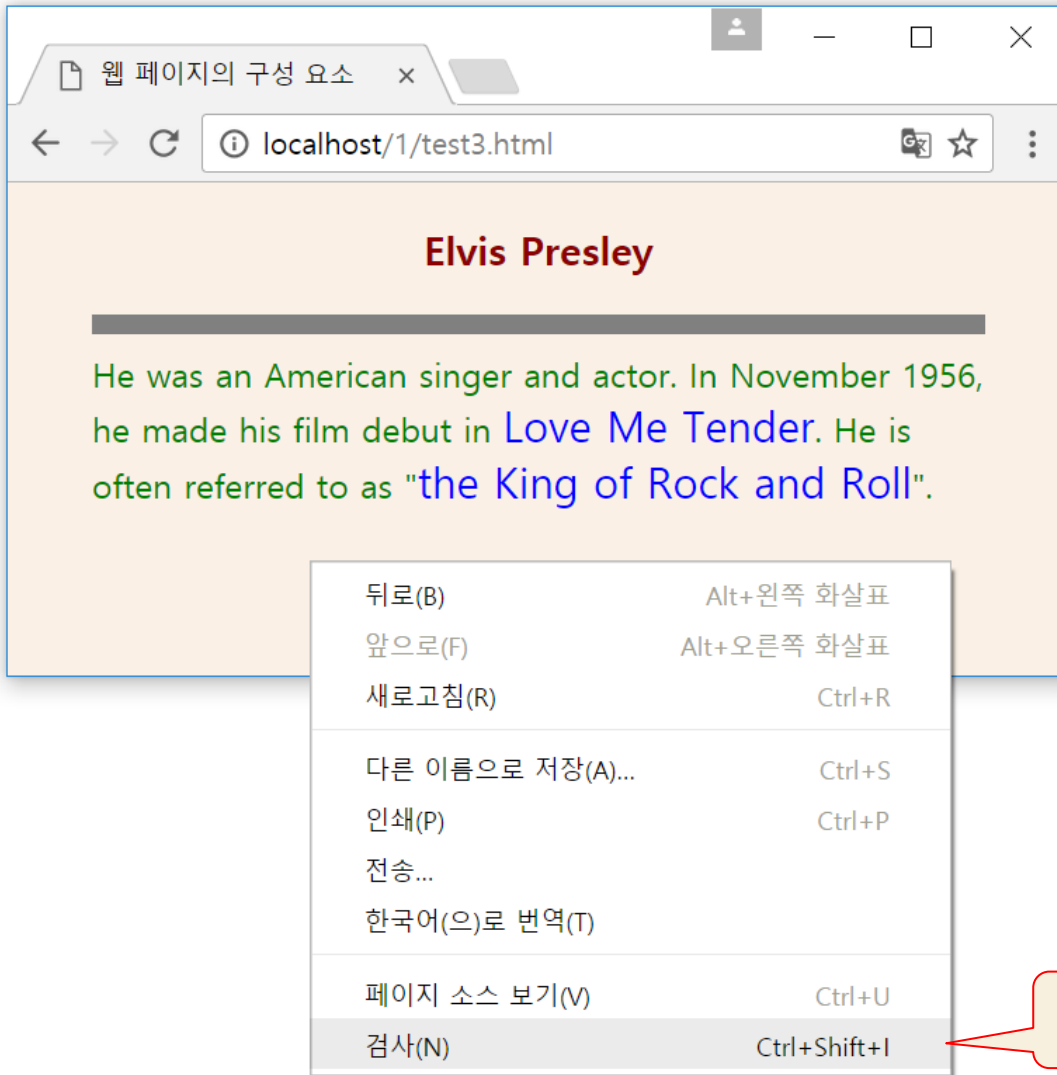 웹 페이지의 구성 요소
localhost/1/test3.html
Elvis Presley
He was an American singer and actor. In November 1956,
he made his film debut in Love Me Tender. He is
often referred to as "the King of Rock and Roll".
뒤로(B) Alt+왼쪽 화살표
앞으로(F) Alt+오른쪽 화살표
새로고침(R) Ctrl+R
다른 이름으로 저장(A)... Ctrl+S
인쇄(P) Ctrl+P
전송...
한국어(으)로 번역(T)
페이지 소스 보기(V) Ctrl+U
검사(N) Ctrl+Shift+I